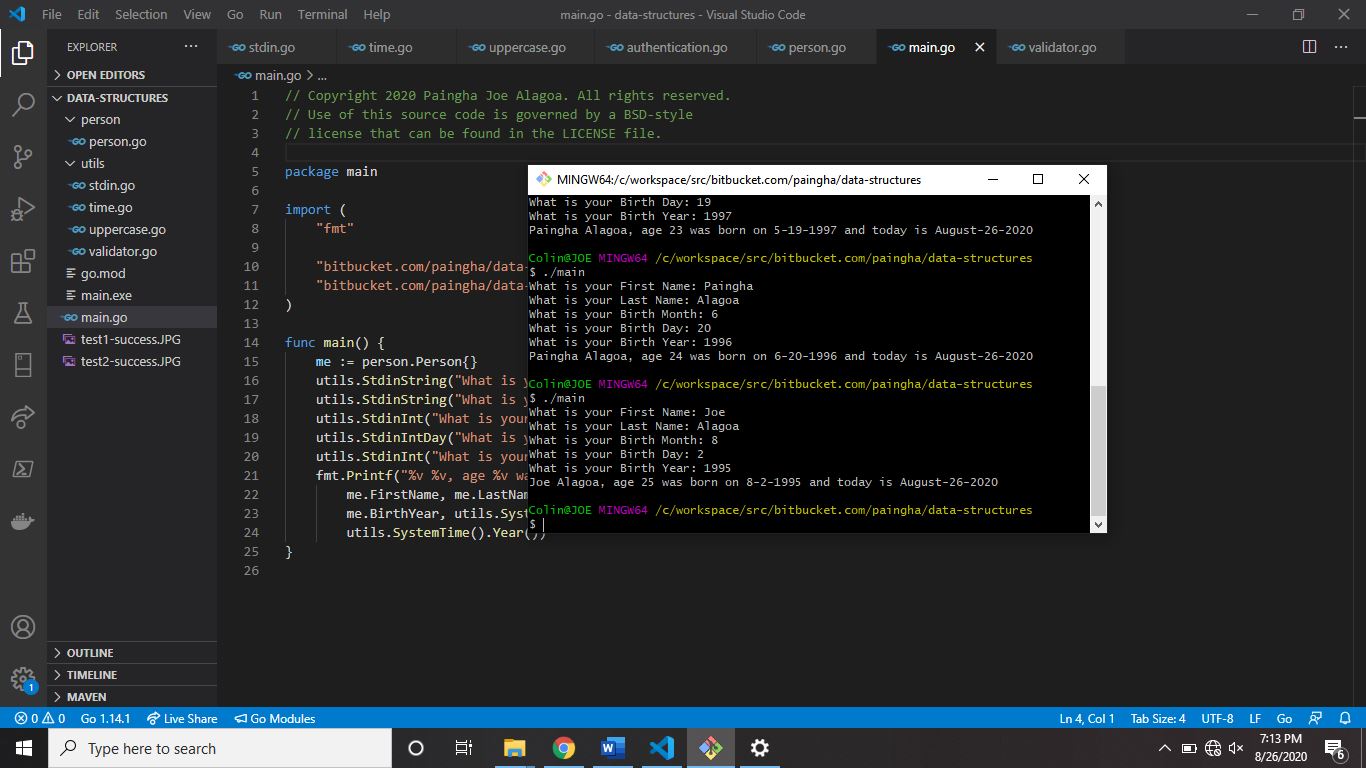 File Edit Selection View Go Run Terminal Help main.go - data-structures - Visual Studio Code
EXPLORER ...
OPEN EDITORS
DATA-STRUCTURES
person
person.go
utils
stdin.go
time.go
uppercase.go
validator.go
go.mod
main.exe
main.go
test1-success.JPG
test2-success.JPG
OUTLINE
TIMELINE
MAVEN
1
stdin.go time.go uppercase.go authentication.go person.go main.go validator.go
main.go > ...
1 // Copyright 2020 Paingha Joe Alagoa. All rights reserved.
2 // Use of this source code is governed by a BSD-style
3 // license that can be found in the LICENSE file.
4
5 package main
6
7 import (
8 "fmt"
9
10 "bitbucket.com/paingha/data-
11 "bitbucket.com/paingha/data-
12 )
13
14 func main() {
15 me := person.Person{}
16 utils.StdinString("What is y
17 utils.StdinString("What is y
18 utils.StdinInt("What is your
19 utils.StdinIntDay("What is y
20 utils.StdinInt("What is your
21 fmt.Printf("%v %v, age %v wa
22 me.FirstName, me.LastNam
23 me.BirthYear, utils.Syst
24 utils.SystemTime().Year())
25 }
26
MINGW64:/c/workspace/src/bitbucket.com/paingha/data-structures
What is your Birth Day: 19
What is your Birth Year: 1997
Paingha Alagoa, age 23 was born on 5-19-1997 and today is August-26-2020
Colin@JOE MINGW64 /c/workspace/src/bitbucket.com/paingha/data-structures
$ ./main
What is your First Name: Paingha
What is your Last Name: Alagoa
What is your Birth Month: 6
What is your Birth Day: 20
What is your Birth Year: 1996
Paingha Alagoa, age 24 was born on 6-20-1996 and today is August-26-2020
Colin@JOE MINGW64 /c/workspace/src/bitbucket.com/paingha/data-structures
$ ./main
What is your First Name: Joe
What is your Last Name: Alagoa
What is your Birth Month: 8
What is your Birth Day: 2
What is your Birth Year: 1995
Joe Alagoa, age 25 was born on 8-2-1995 and today is August-26-2020
Colin@JOE MINGW64 /c/workspace/src/bitbucket.com/paingha/data-structures
$
0 0 Go 1.14.1 Live Share Go Modules Ln 4, Col 1 Tab Size: 4 UTF-8 LF Go
Type here to search
7:13 PM
8/26/2020
6